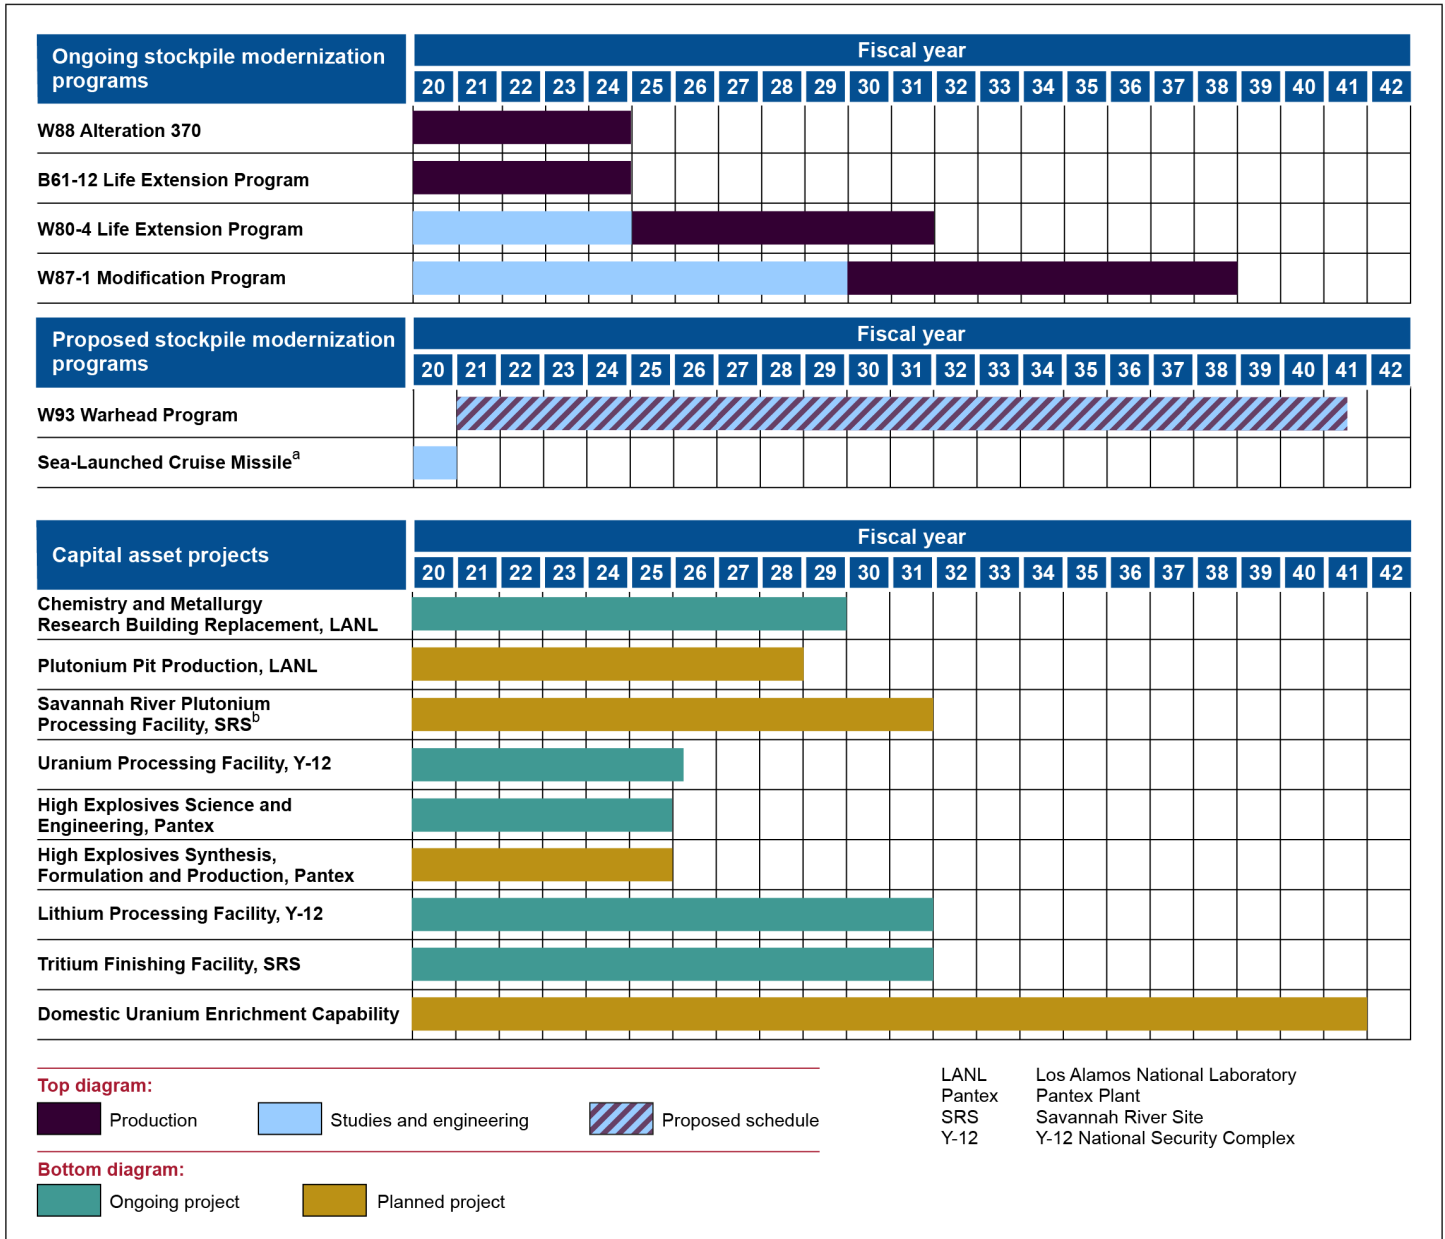 Ongoing stockpile modernization
programs
Fiscal year
20 21 22 23 24 25 26 27 28 29 30 31 32 33 34 35 36 37 38 39 40 41 42
W88 Alteration 370
B61-12 Life Extension Program
W80-4 Life Extension Program
W87-1 Modification Program
Proposed stockpile modernization
programs
Fiscal year
20 21 22 23 24 25 26 27 28 29 30 31 32 33 34 35 36 37 38 39 40 41 42
W93 Warhead Program
Sea-Launched Cruise Missileᵃ
Capital asset projects
Fiscal year
20 21 22 23 24 25 26 27 28 29 30 31 32 33 34 35 36 37 38 39 40 41 42
Chemistry and Metallurgy
Research Building Replacement, LANL
Plutonium Pit Production, LANL
Savannah River Plutonium
Processing Facility, SRSᵇ
Uranium Processing Facility, Y-12
High Explosives Science and
Engineering, Pantex
High Explosives Synthesis,
Formulation and Production, Pantex
Lithium Processing Facility, Y-12
Tritium Finishing Facility, SRS
Domestic Uranium Enrichment Capability
Top diagram:
Production
Studies and engineering
Proposed schedule
Bottom diagram:
Ongoing project
Planned project
LANL Los Alamos National Laboratory
Pantex Pantex Plant
SRS Savannah River Site
Y-12 Y-12 National Security Complex